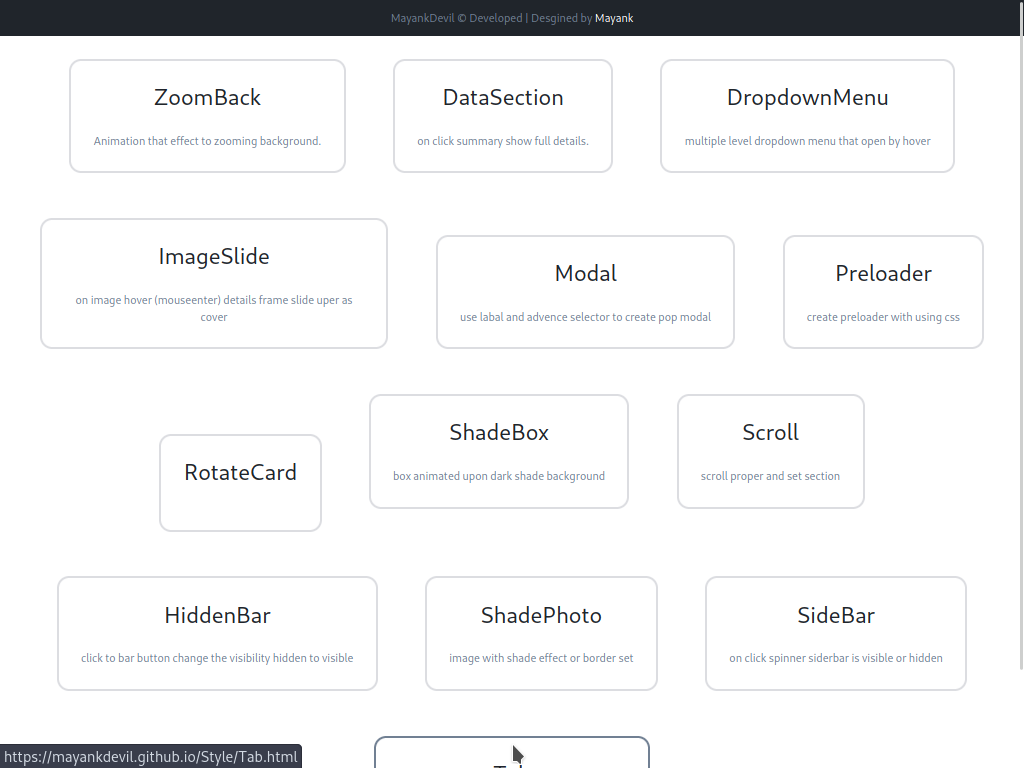 MayankDevil © Developed | Desgined by Mayank
ZoomBack
Animation that effect to zooming background.
DataSection
on click summary show full details.
DropdownMenu
multiple level dropdown menu that open by hover
ImageSlide
on image hover (mouseenter) details frame slide uper as
cover
Modal
use labal and advence selector to create pop modal
Preloader
create preloader with using css
RotateCard
ShadeBox
box animated upon dark shade background
Scroll
scroll proper and set section
HiddenBar
click to bar button change the visibility hidden to visible
ShadePhoto
image with shade effect or border set
SideBar
on click spinner siderbar is visible or hidden
https://mayankdevil.github.io/Style/Tab.html